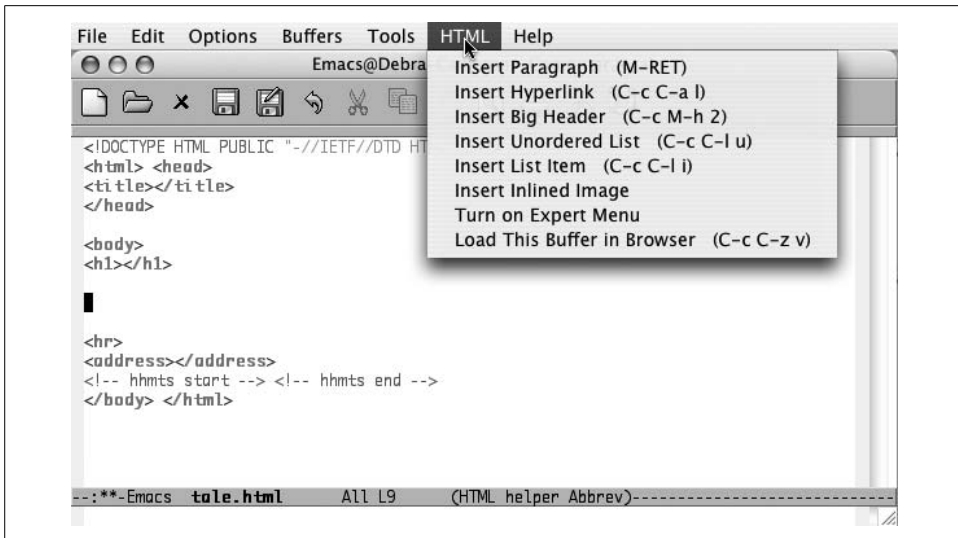 File Edit Options Buffers Tools HTML Help
Emacs@Debra
Insert Paragraph (M-RET)
Insert Hyperlink (C-c C-a l)
Insert Big Header (C-c M-h 2)
Insert Unordered List (C-c C-l u)
Insert List Item (C-c C-l i)
Insert Inlined Image
Turn on Expert Menu
Load This Buffer in Browser (C-c C-z v)
<!DOCTYPE HTML PUBLIC "-//IETF//DTD HT
<html> <head>
<title></title>
</head>
<body>
<h1></h1>
<hr>
<address></address>
<!-- hhmts start --> <!-- hhmts end -->
</body> </html>
--:**-Emacs tale.html All L9 (HTML helper Abbrev)-----------------------------